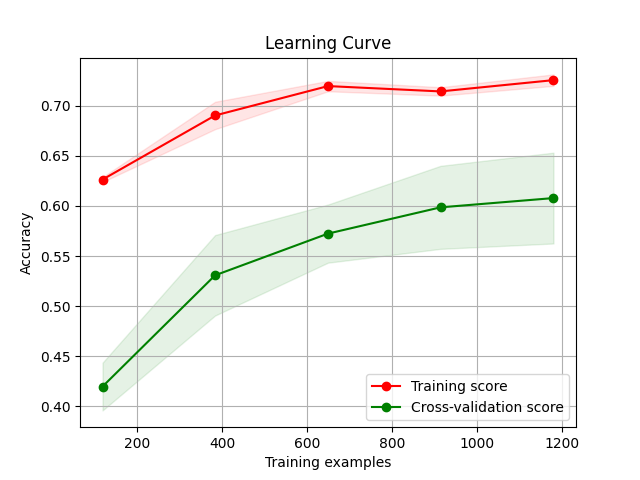 Learning Curve
Accuracy
0.70
0.65
0.60
0.55
0.50
0.45
0.40
200 400 600 800 1000 1200
Training examples
Training score
Cross-validation score